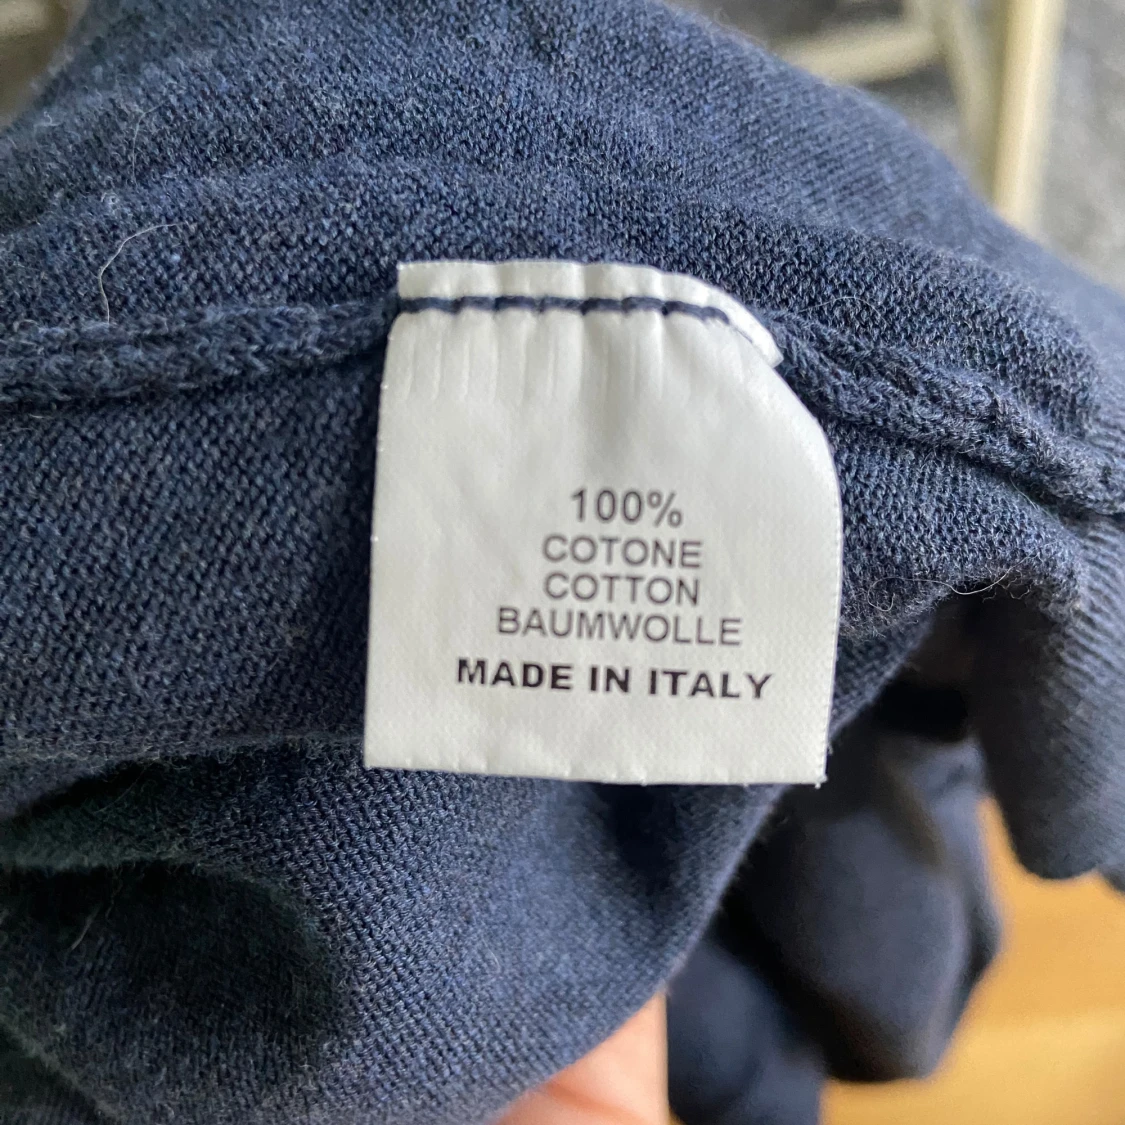 100%
COTONE
COTTON
BAUMWOLLE
MADE IN ITALY